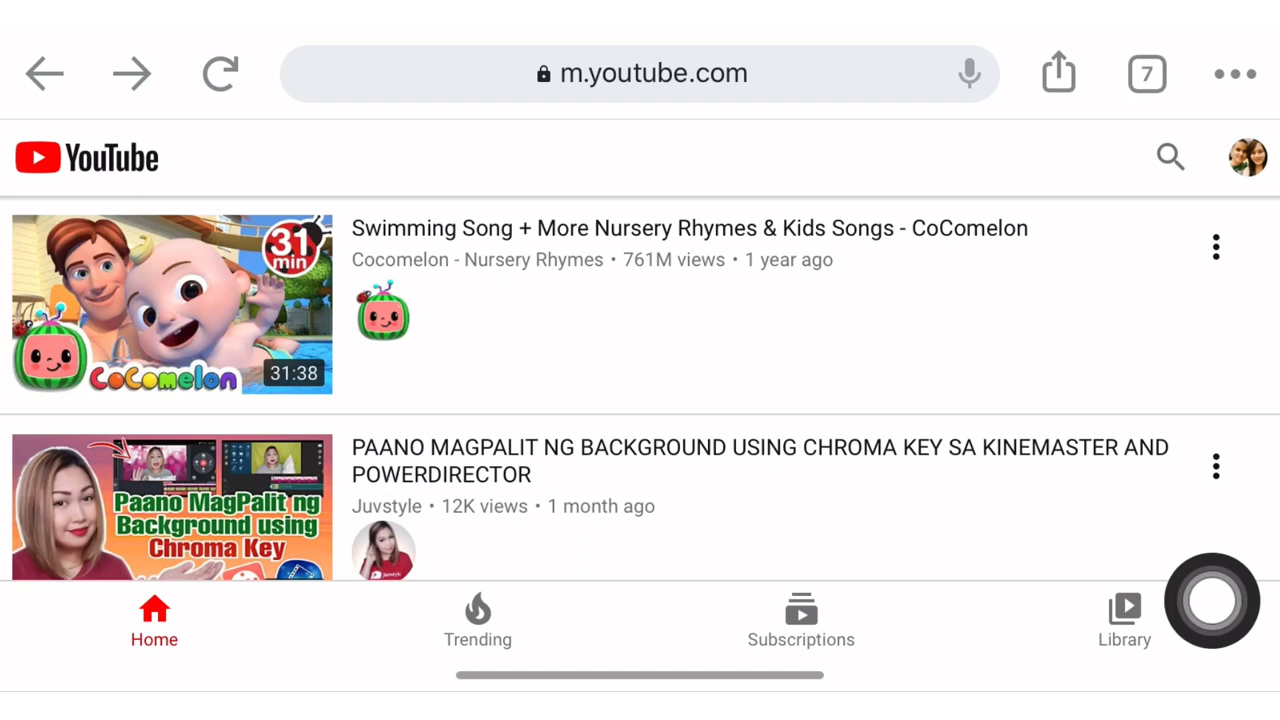 m.youtube.com
7
YouTube
31
min
CoCoMelon
31:38
Swimming Song + More Nursery Rhymes & Kids Songs - CoComelon
Cocomelon - Nursery Rhymes • 761M views • 1 year ago
Paano MagPalit ng
Background using
Chroma Key
PAANO MAGPALIT NG BACKGROUND USING CHROMA KEY SA KINEMASTER AND
POWERDIRECTOR
Juvstyle • 12K views • 1 month ago
Juvstyle
Home
Trending
Subscriptions
Library